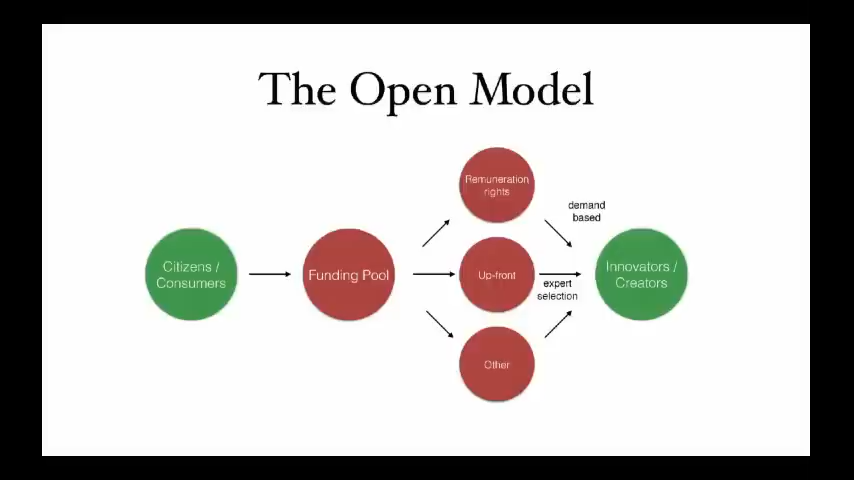 The Open Model
Remuneration
rights
demand
based
Citizens /
Consumers
Funding Pool
Up-front
expert
selection
Innovators /
Creators
Other